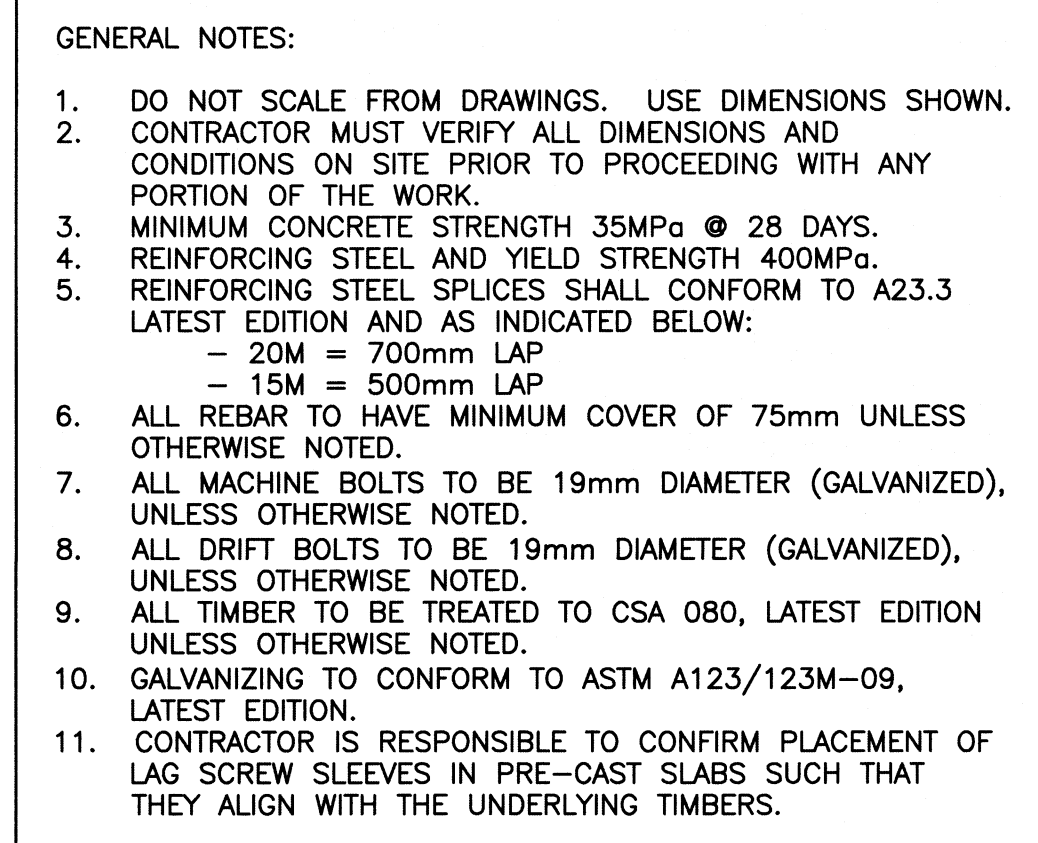 GENERAL NOTES:
1. DO NOT SCALE FROM DRAWINGS. USE DIMENSIONS SHOWN.
2. CONTRACTOR MUST VERIFY ALL DIMENSIONS AND
CONDITIONS ON SITE PRIOR TO PROCEEDING WITH ANY
PORTION OF THE WORK.
3. MINIMUM CONCRETE STRENGTH 35MPa @ 28 DAYS.
4. REINFORCING STEEL AND YIELD STRENGTH 400MPa.
5. REINFORCING STEEL SPLICES SHALL CONFORM TO A23.3
LATEST EDITION AND AS INDICATED BELOW:
– 20M = 700mm LAP
– 15M = 500mm LAP
6. ALL REBAR TO HAVE MINIMUM COVER OF 75mm UNLESS
OTHERWISE NOTED.
7. ALL MACHINE BOLTS TO BE 19mm DIAMETER (GALVANIZED),
UNLESS OTHERWISE NOTED.
8. ALL DRIFT BOLTS TO BE 19mm DIAMETER (GALVANIZED),
UNLESS OTHERWISE NOTED.
9. ALL TIMBER TO BE TREATED TO CSA 080, LATEST EDITION
UNLESS OTHERWISE NOTED.
10. GALVANIZING TO CONFORM TO ASTM A123/123M–09,
LATEST EDITION.
11. CONTRACTOR IS RESPONSIBLE TO CONFIRM PLACEMENT OF
LAG SCREW SLEEVES IN PRE–CAST SLABS SUCH THAT
THEY ALIGN WITH THE UNDERLYING TIMBERS.